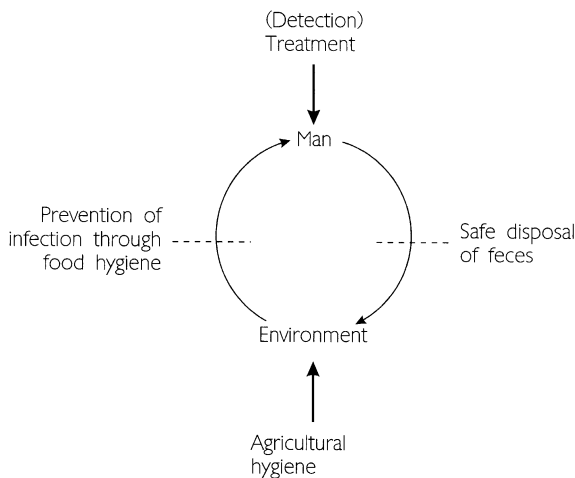 (Detection)
Treatment
Man
Prevention of
infection through
food hygiene
Safe disposal
of feces
Environment
Agricultural
hygiene